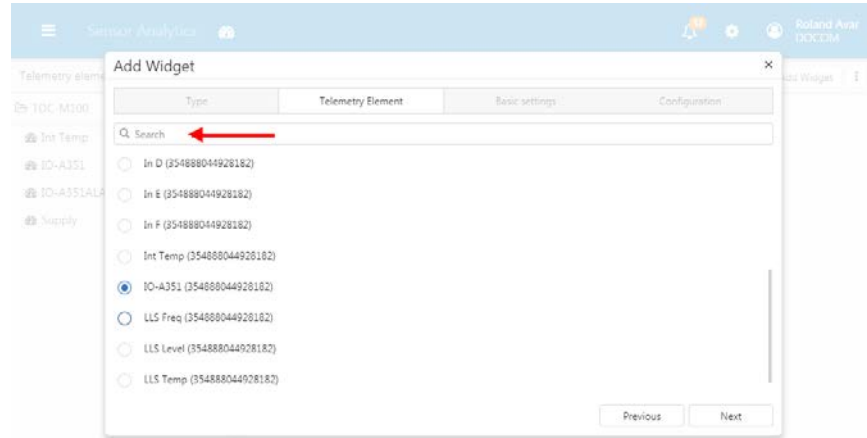 Sensor Analytics
Roland Avar
DOCOM
Telemetry eleme
Add Widget
TOC-M100
Int Temp
IO-A351
IO-A351ALA
Supply
Add Widget
×
Type
Telemetry Element
Basic settings
Configuration
Search
In D (354888044928182)
In E (354888044928182)
In F (354888044928182)
Int Temp (354888044928182)
IO-A351 (354888044928182)
LLS Freq (354888044928182)
LLS Level (354888044928182)
LLS Temp (354888044928182)
Previous
Next